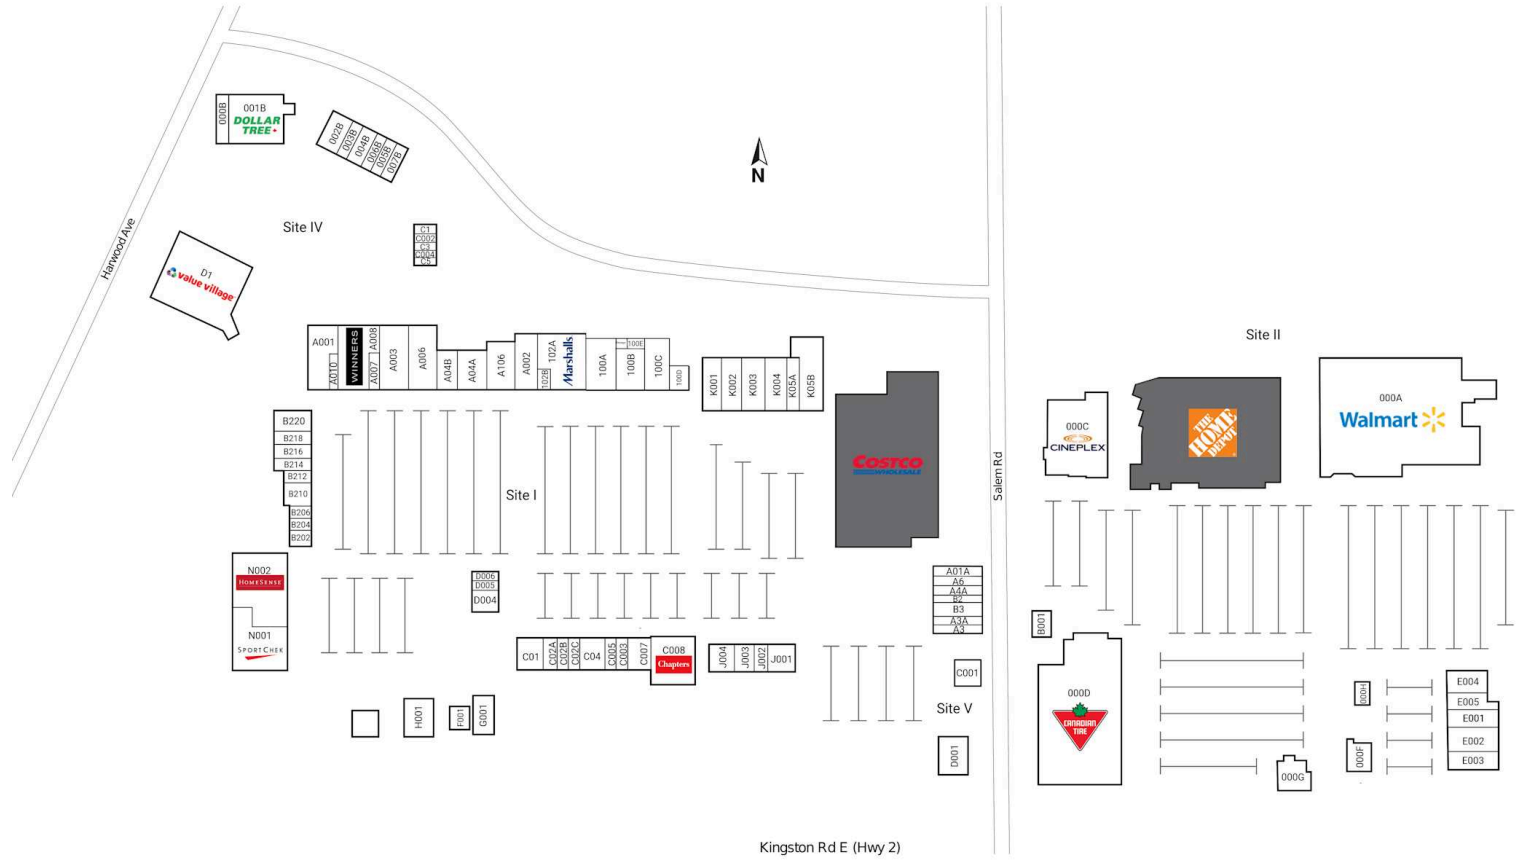 000B
001B
DOLLAR
TREE
002B
003B
004B
006B
005B
007B
N
Harwood Ave
Site IV
C1
C002
C3
C004
C5
D1
value village
A001
A010
WINNERS
A008
A007
A003
A006
A04B
A04A
A106
A002
102A
102B
Marshalls
100A
100E
100B
100C
100D
K001
K002
K003
K004
K05A
K05B
Site II
000A
Walmart
000C
CINEPLEX
THE
HOME
DEPOT
COSTCO
WHOLESALE
Salem Rd
B220
B218
B216
B214
B212
B210
B206
B204
B202
Site I
N002
HOMESENSE
N001
SPORTCHEK
D006
D005
D004
A01A
A6
A4A
B2
B3
A3A
A3
B001
C01
C02A
C02B
C02C
C04
C005
C003
C007
C008
Chapters
J004
J003
J002
J001
C001
Site V
D001
000D
CANADIAN
TIRE
H001
F001
G001
000H
000F
000G
E004
E005
E001
E002
E003
Kingston Rd E (Hwy 2)